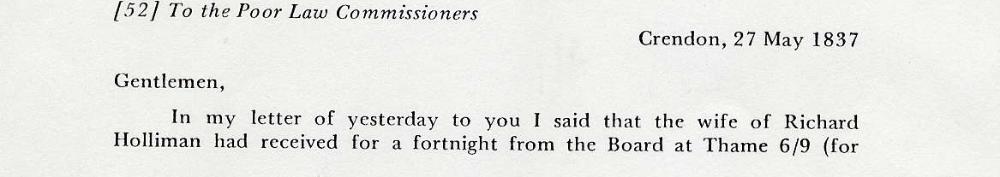 [52] To the Poor Law Commissioners
Crendon, 27 May 1837
Gentlemen,
In my letter of yesterday to you I said that the wife of Richard
Holliman had received for a fortnight from the Board at Thame 6/9 (for